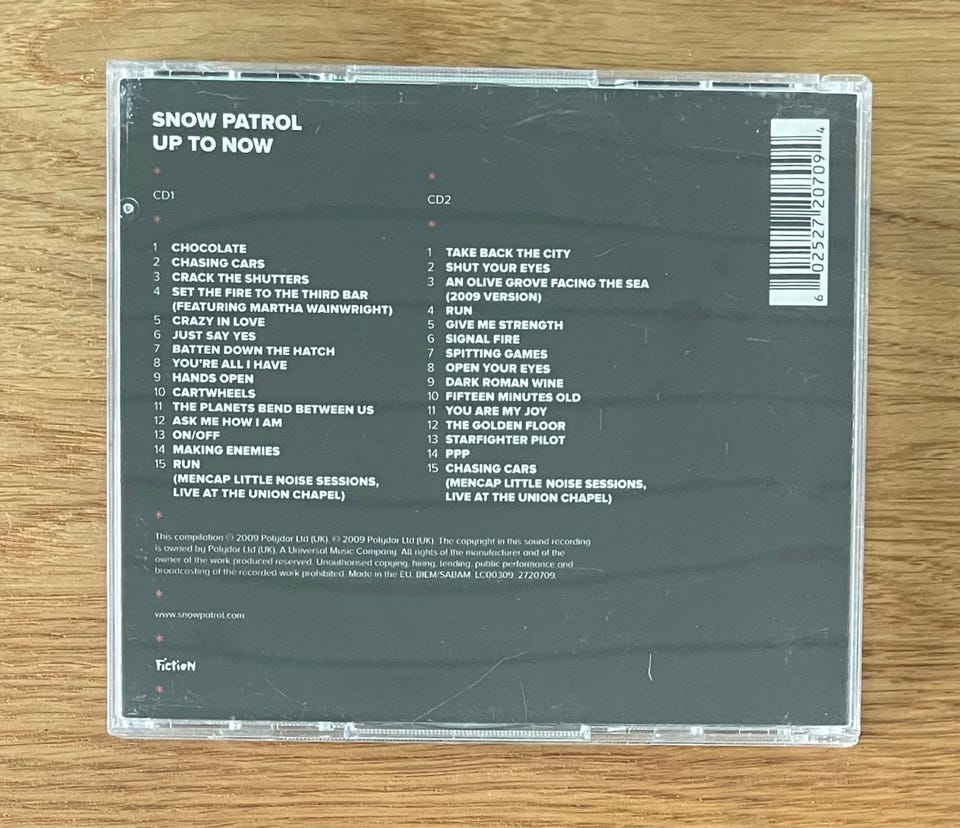 SNOW PATROL
UP TO NOW
*
CD1
*
1 CHOCOLATE
2 CHASING CARS
3 CRACK THE SHUTTERS
4 SET THE FIRE TO THE THIRD BAR
(FEATURING MARTHA WAINWRIGHT)
5 CRAZY IN LOVE
6 JUST SAY YES
7 BATTEN DOWN THE HATCH
8 YOU'RE ALL I HAVE
9 HANDS OPEN
10 CARTWHEELS
11 THE PLANETS BEND BETWEEN US
12 ASK ME HOW I AM
13 ON/OFF
14 MAKING ENEMIES
15 RUN
(MENCAP LITTLE NOISE SESSIONS,
LIVE AT THE UNION CHAPEL)
*
CD2
*
1 TAKE BACK THE CITY
2 SHUT YOUR EYES
3 AN OLIVE GROVE FACING THE SEA
(2009 VERSION)
4 RUN
5 GIVE ME STRENGTH
6 SIGNAL FIRE
7 SPITTING GAMES
8 OPEN YOUR EYES
9 DARK ROMAN WINE
10 FIFTEEN MINUTES OLD
11 YOU ARE MY JOY
12 THE GOLDEN FLOOR
13 STARFIGHTER PILOT
14 PPP
15 CHASING CARS
(MENCAP LITTLE NOISE SESSIONS,
LIVE AT THE UNION CHAPEL)
*
This compilation ℗ 2009 Polydor Ltd (UK). © 2009 Polydor Ltd (UK). The copyright in this sound recording
is owned by Polydor Ltd (UK). A Universal Music Company. All rights of the manufacturer and of the
owner of the work produced reserved. Unauthorised copying, hiring, lending, public performance and
broadcasting of the recorded work prohibited. Made in the EU. BIEM/SABAM. LC00309. 2720709.
*
www.snowpatrol.com
*
Fiction
*
6 02527 20709 4